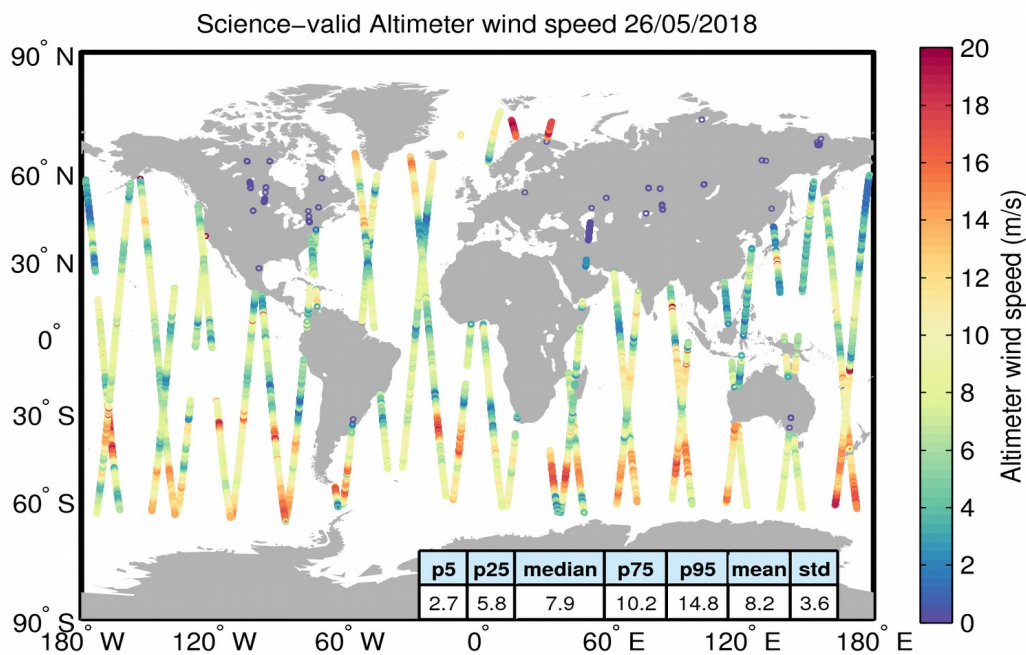 Science−valid Altimeter wind speed 26/05/2018
90° N
60° N
30° N
0°
30° S
60° S
90° S
180° W
120° W
60° W
0°
60° E
120° E
180° E
p5 p25 median p75 p95 mean std
2.7 5.8 7.9 10.2 14.8 8.2 3.6
20
18
16
14
12
10
8
6
4
2
0
Altimeter wind speed (m/s)